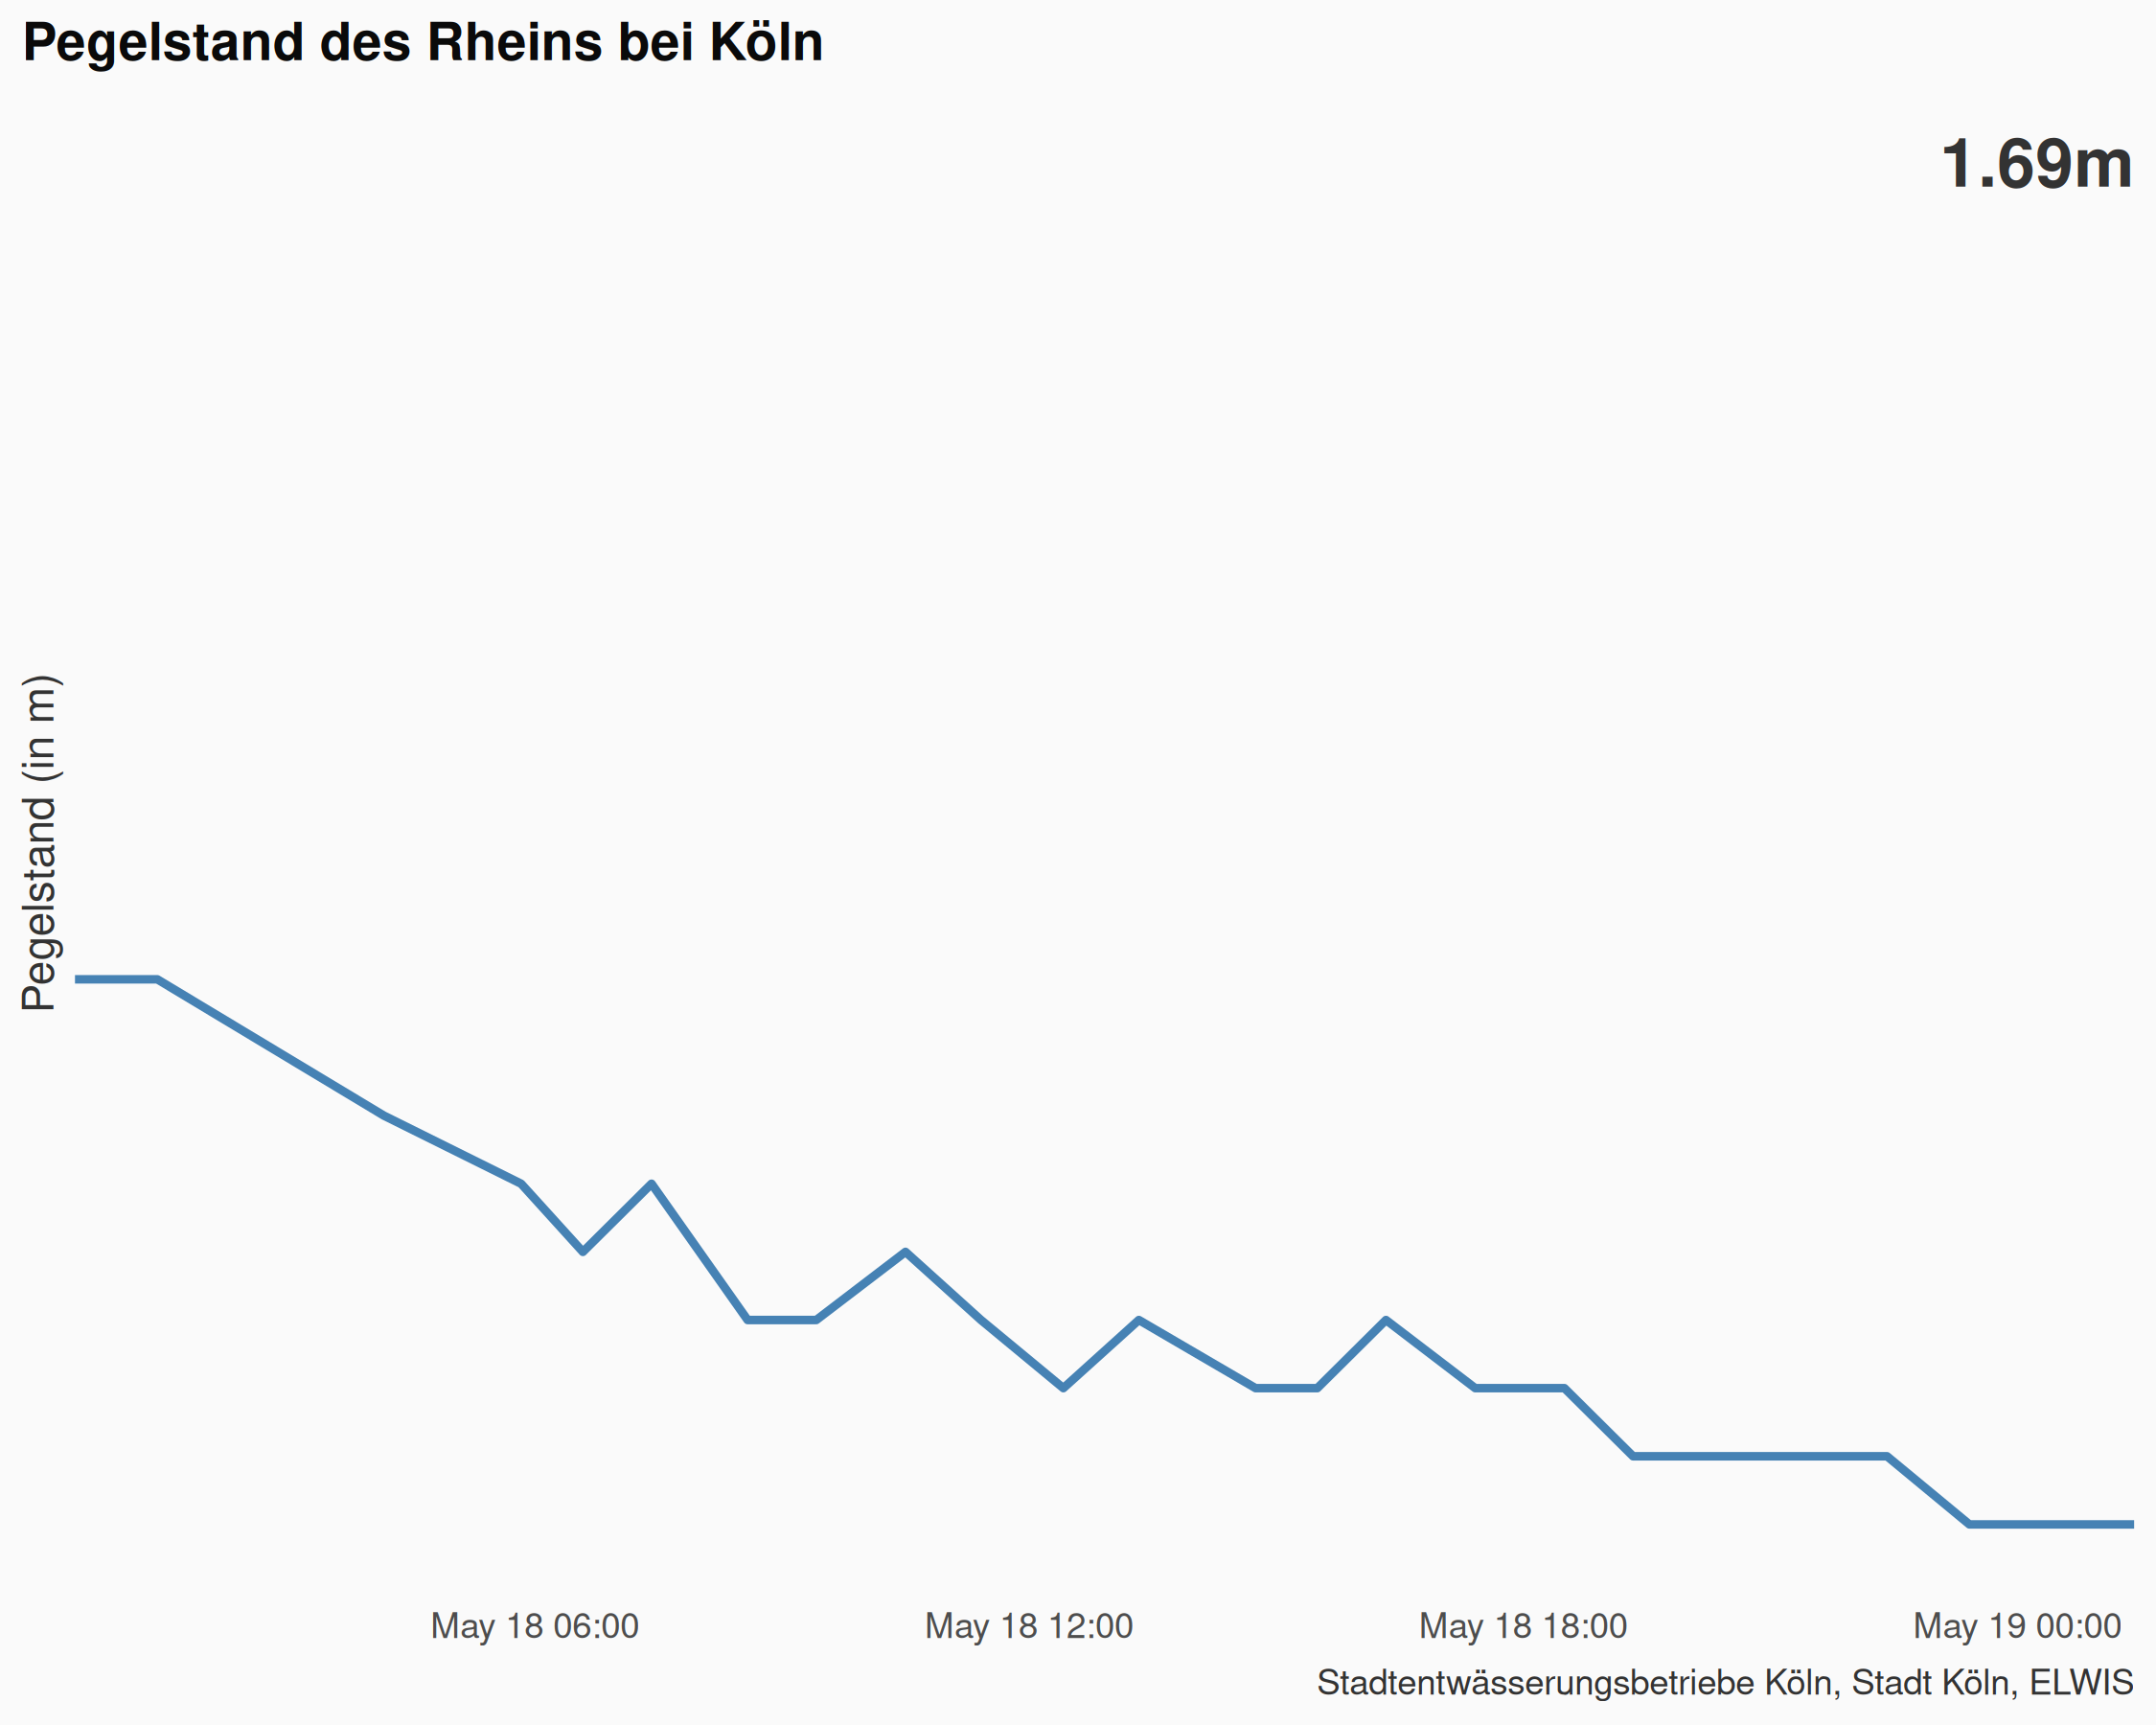 Pegelstand des Rheins bei Köln
1.69m
Pegelstand (in m)
May 18 06:00
May 18 12:00
May 18 18:00
May 19 00:00
Stadtentwässerungsbetriebe Köln, Stadt Köln, ELWIS